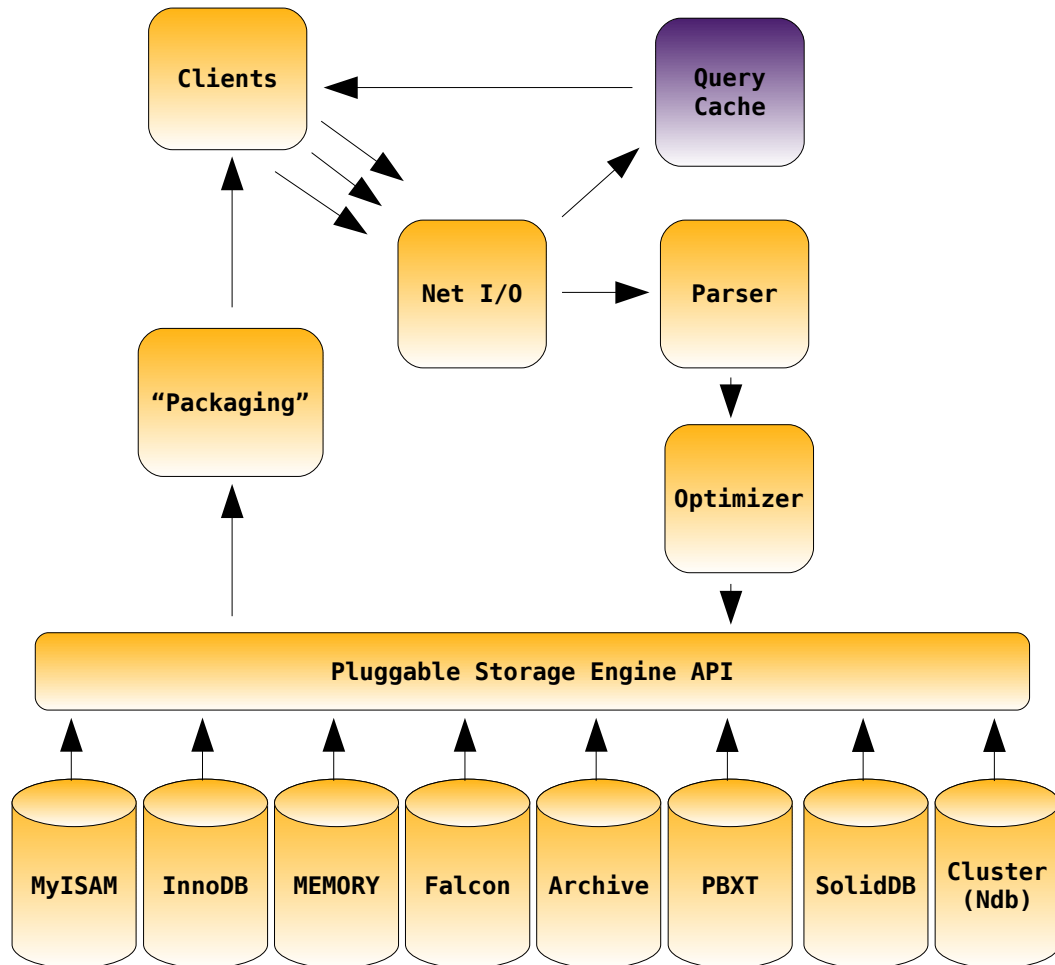 Clients
Query
Cache
Net I/O
Parser
“Packaging”
Optimizer
Pluggable Storage Engine API
MyISAM
InnoDB
MEMORY
Falcon
Archive
PBXT
SolidDB
Cluster
(Ndb)